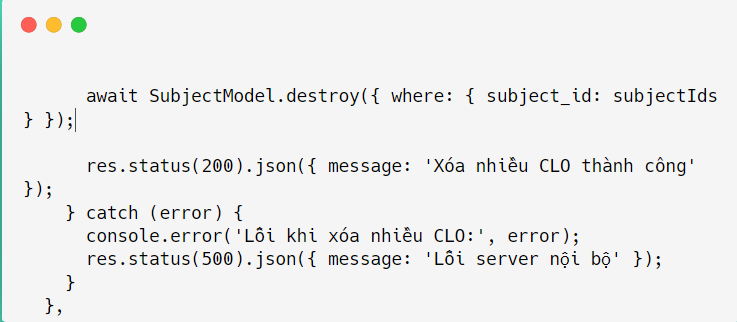 await SubjectModel.destroy({ where: { subject_id: subjectIds
} });
res.status(200).json({ message: 'Xóa nhiều CLO thành công'
});
} catch (error) {
console.error('Lỗi khi xóa nhiều CLO:', error);
res.status(500).json({ message: 'Lỗi server nội bộ' });
}
},